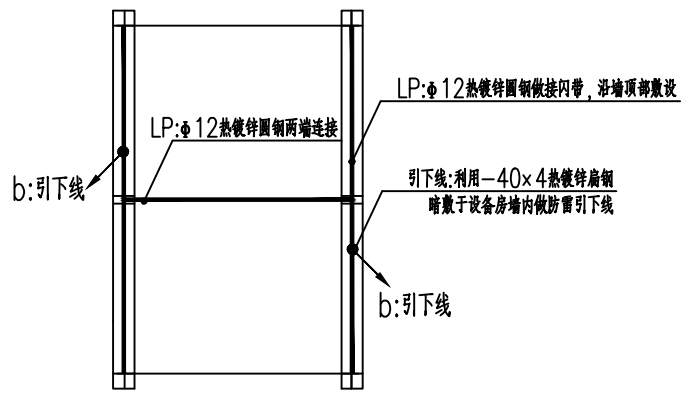 LP:Φ12热镀锌圆钢做接闪带，沿墙顶部敷设
LP:Φ12热镀锌圆钢两端连接
b:引下线
引下线:利用-40×4热镀锌扁钢
暗敷于设备房墙内做防雷引下线
b:引下线